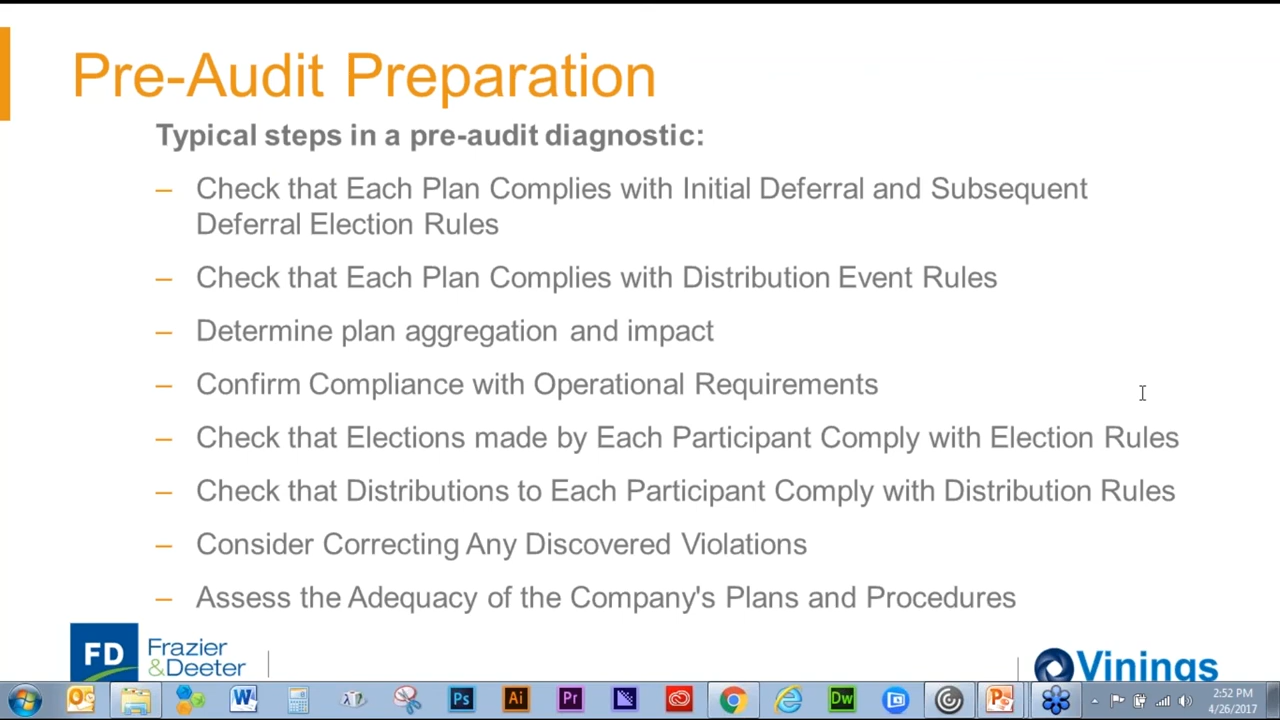 Pre-Audit Preparation
Typical steps in a pre-audit diagnostic:
– Check that Each Plan Complies with Initial Deferral and Subsequent
Deferral Election Rules
– Check that Each Plan Complies with Distribution Event Rules
– Determine plan aggregation and impact
– Confirm Compliance with Operational Requirements
– Check that Elections made by Each Participant Comply with Election Rules
– Check that Distributions to Each Participant Comply with Distribution Rules
– Consider Correcting Any Discovered Violations
– Assess the Adequacy of the Company's Plans and Procedures
FD Frazier
&Deeter
Vinings
W Ps Ai Pr Dw P
2:52 PM
4/26/2017